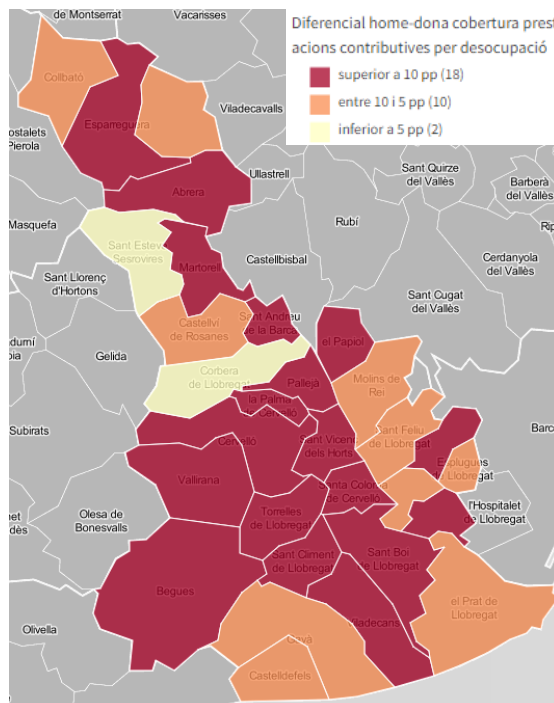 Diferencial home-dona cobertura prest
acions contributives per desocupació
superior a 10 pp (18)
entre 10 i 5 pp (10)
inferior a 5 pp (2)
de Montserrat
Vacarisses
Collbató
Esparreguera
Viladecavalls
Pierola
Ullastrell
Sant Quirze
del Vallès
Barberà
del Vallès
Abrera
Masquefa
Rubí
Sant Esteve
Sesrovires
Martorell
Castellbisbal
Cerdanyola
del Vallès
Sant Llorenç
d'Hortons
Sant Cugat
del Vallès
Castellví
de Rosanes
Sant Andreu
de la Barca
el Papiol
Gelida
Corbera
de Llobregat
Pallejà
Molins de
Rei
la Palma
de Cervelló
Subirats
Cervelló
Sant Vicenç
dels Horts
Sant Feliu
de Llobregat
Barc
Esplugues
de Llobregat
Vallirana
Santa Coloma
de Cervelló
l'Hospitalet
de Llobregat
Olesa de
Bonesvalls
Torrelles
de Llobregat
Sant Climent
de Llobregat
Sant Boi
de Llobregat
Begues
el Prat de
Llobregat
Viladecans
Olivella
Gavà
Castelldefels